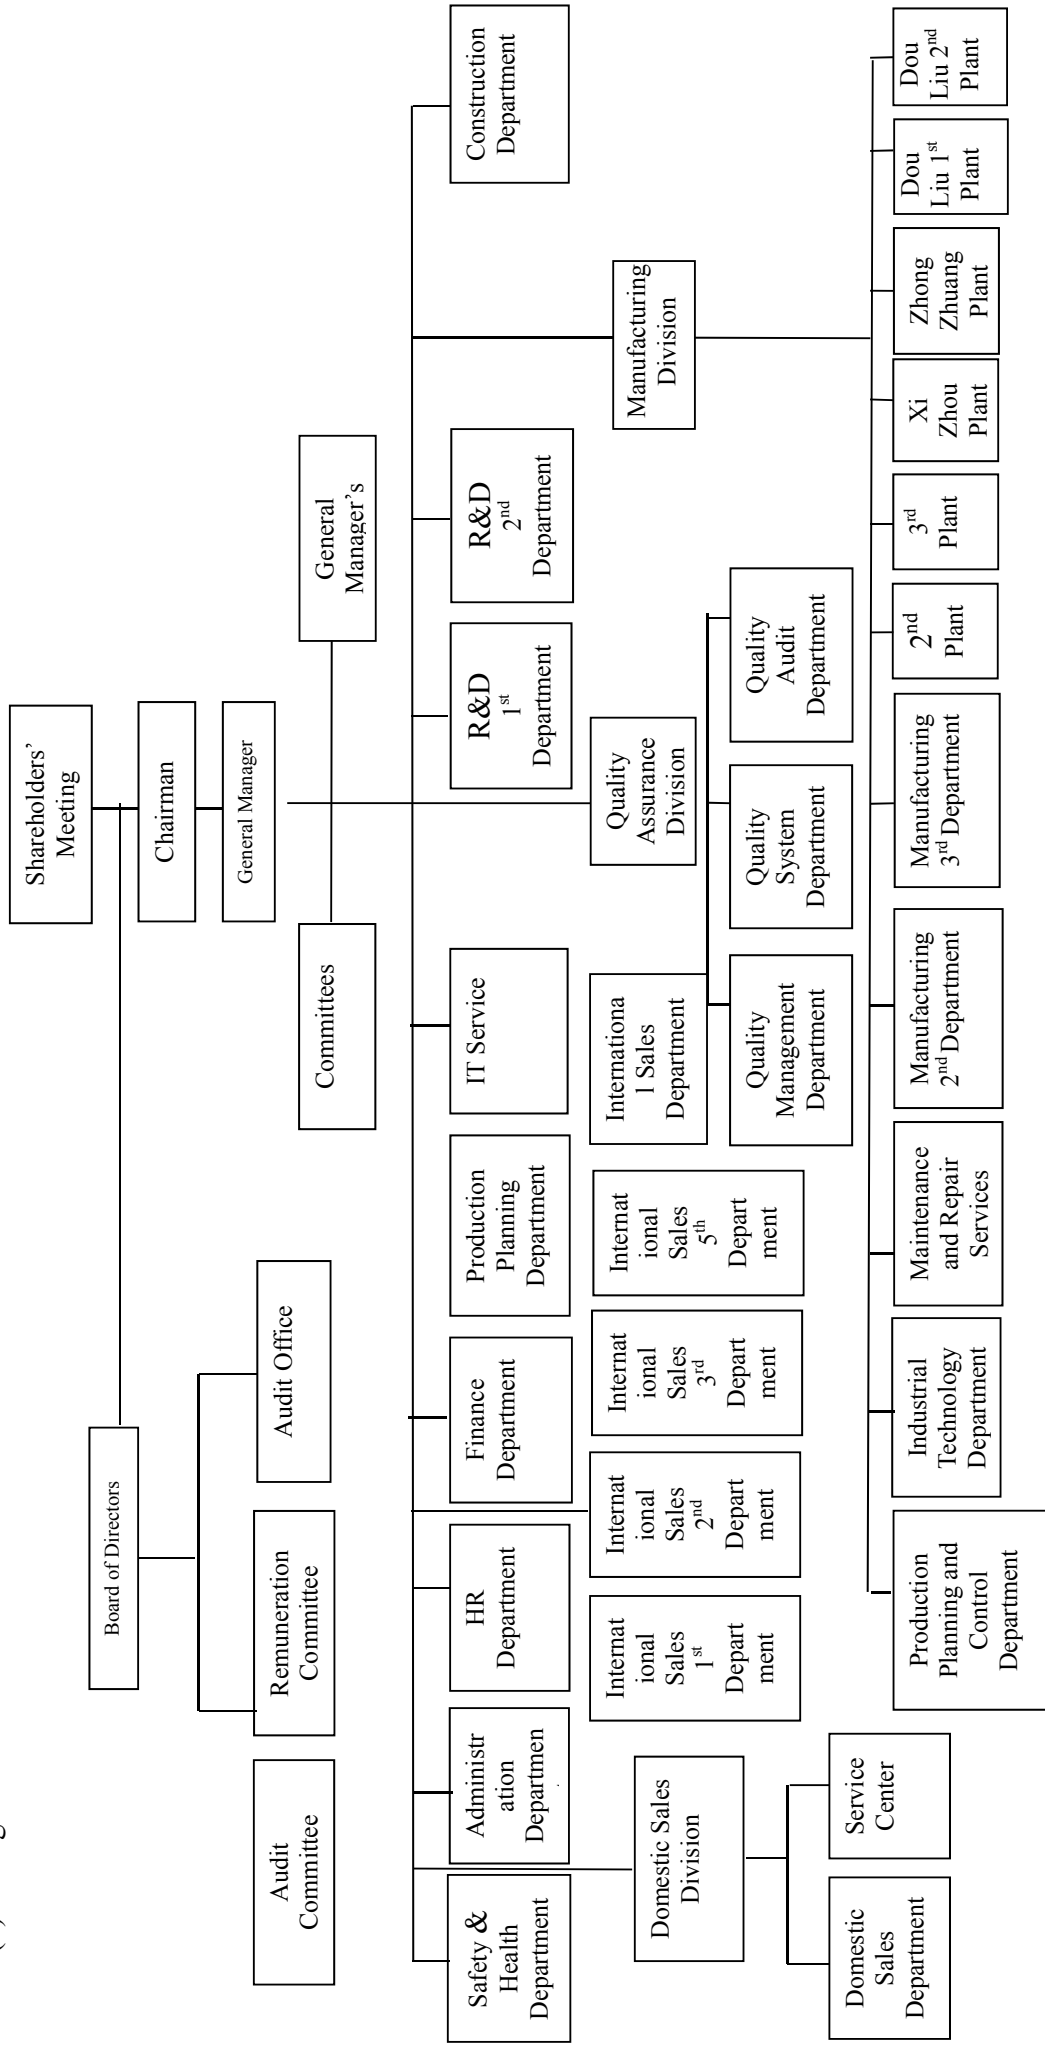 Shareholders’
Meeting
Board of Directors
Chairman
General Manager
Audit
Committee
Remuneration
Committee
Audit Office
Committees
General
Manager’s
Safety &
Health
Department
Administr
ation
Departmen
HR
Department
Finance
Department
Production
Planning
Department
IT Service
R&D
1st
Department
R&D
2nd
Department
Construction
Department
Domestic Sales
Division
Internat
ional
Sales
1st
Depart
ment
Internat
ional
Sales
2nd
Depart
ment
Internat
ional
Sales
3rd
Depart
ment
Internat
ional
Sales
5th
Depart
ment
Internationa
l Sales
Department
Quality
Assurance
Division
Manufacturing
Division
Quality
Management
Department
Quality
System
Department
Quality
Audit
Department
Domestic
Sales
Department
Service
Center
Production
Planning and
Control
Department
Industrial
Technology
Department
Maintenance
and Repair
Services
Manufacturing
2nd Department
Manufacturing
3rd Department
2nd
Plant
3rd
Plant
Xi
Zhou
Plant
Zhong
Zhuang
Plant
Dou
Liu 1st
Plant
Dou
Liu 2nd
Plant